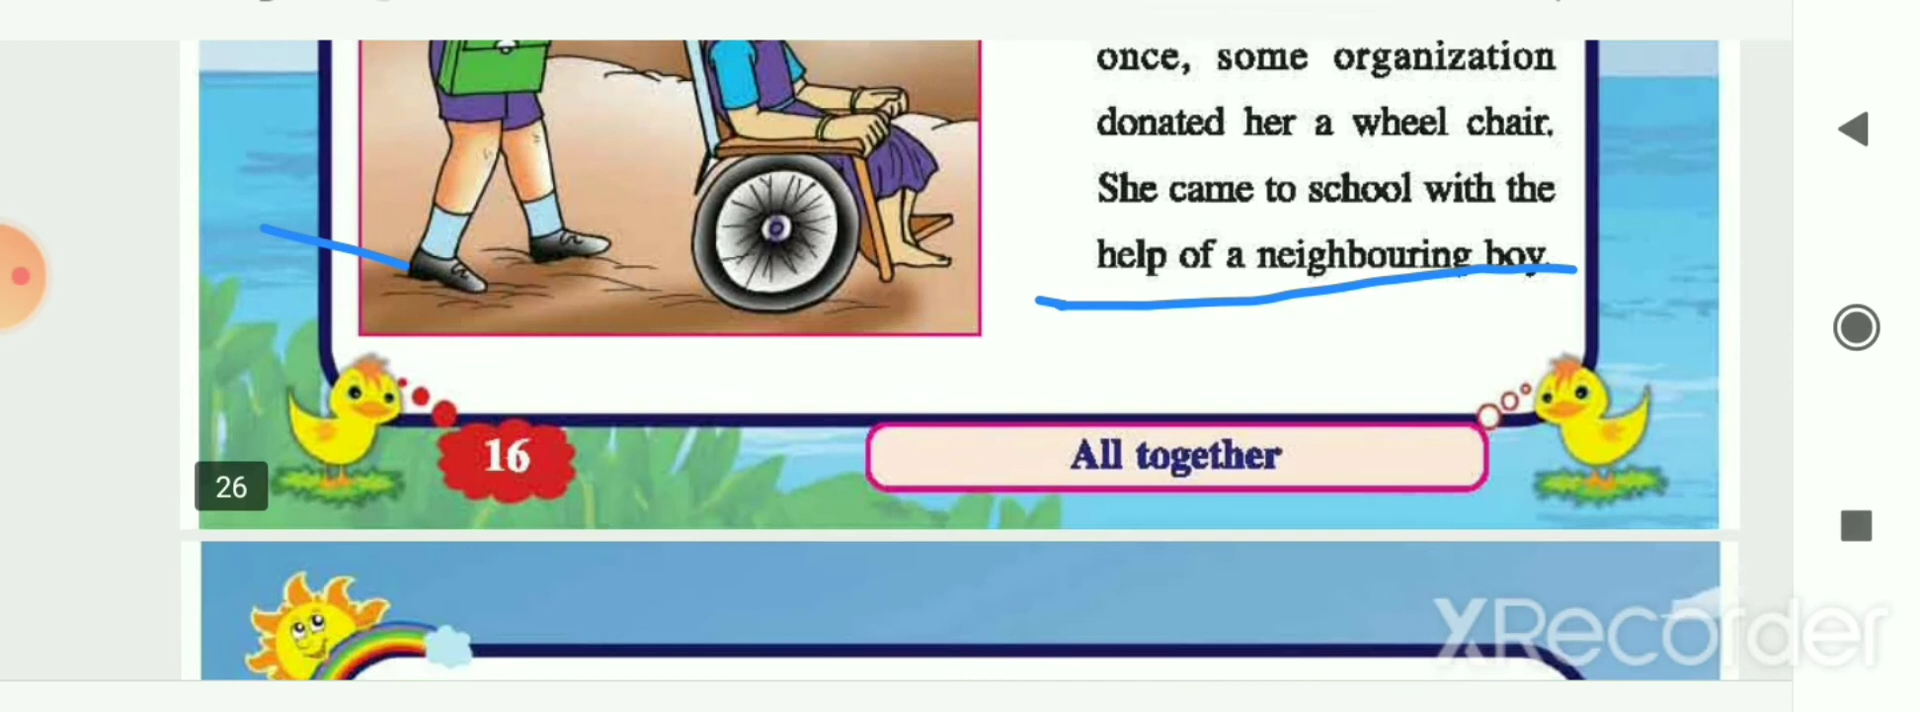 once, some organization
donated her a wheel chair.
She came to school with the
help of a neighbouring boy.
16
All together
26
XRecorder